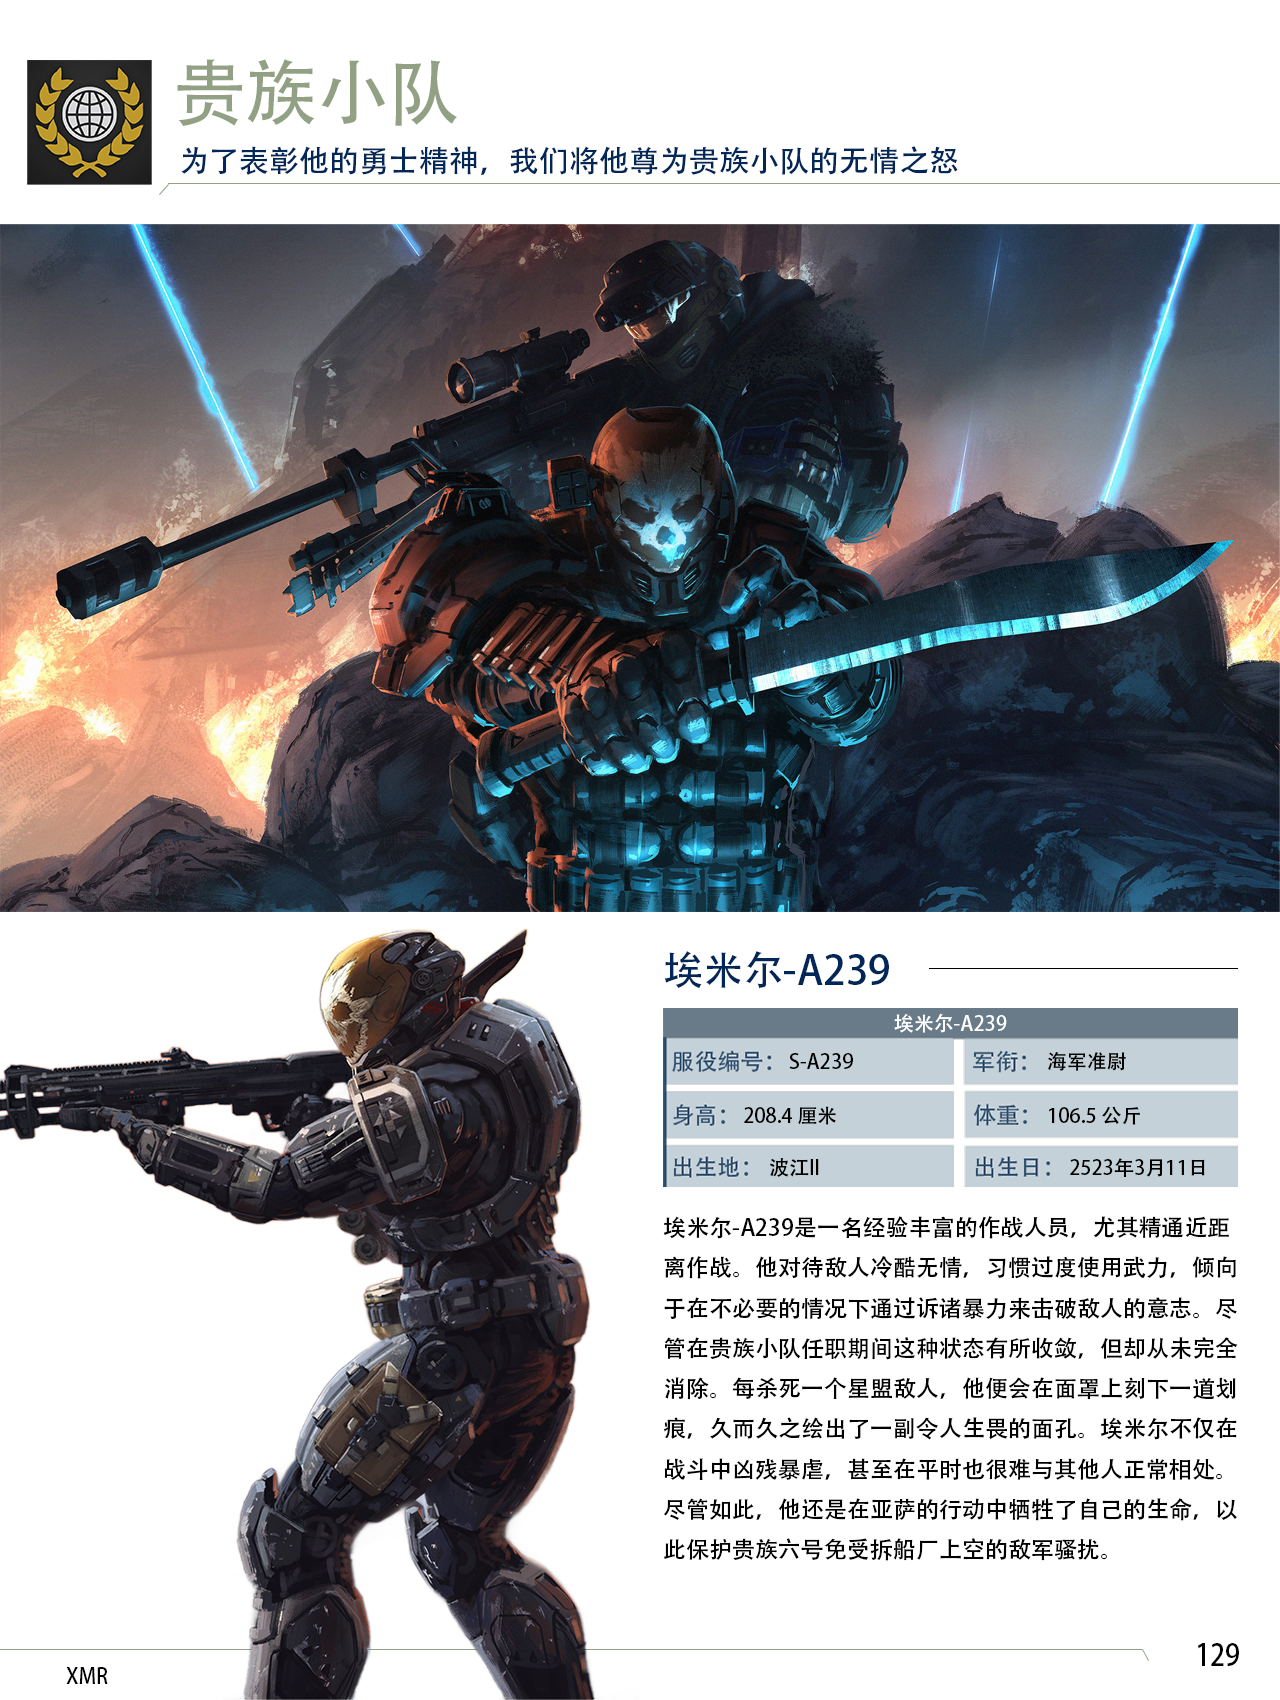 贵族小队
为了表彰他的勇士精神，我们将他尊为贵族小队的无情之怒
埃米尔-A239
埃米尔-A239
服役编号： S-A239 军衔： 海军准尉
身高： 208.4 厘米 体重： 106.5 公斤
出生地： 波江II 出生日： 2523年3月11日
埃米尔-A239是一名经验丰富的作战人员，尤其精通近距
离作战。他对待敌人冷酷无情，习惯过度使用武力，倾向
于在不必要的情况下通过诉诸暴力来击破敌人的意志。尽
管在贵族小队任职期间这种状态有所收敛，但却从未完全
消除。每杀死一个星盟敌人，他便会在面罩上刻下一道划
痕，久而久之绘出了一副令人生畏的面孔。埃米尔不仅在
战斗中凶残暴虐，甚至在平时也很难与其他人正常相处。
尽管如此，他还是在亚萨的行动中牺牲了自己的生命，以
此保护贵族六号免受拆船厂上空的敌军骚扰。
XMR
129